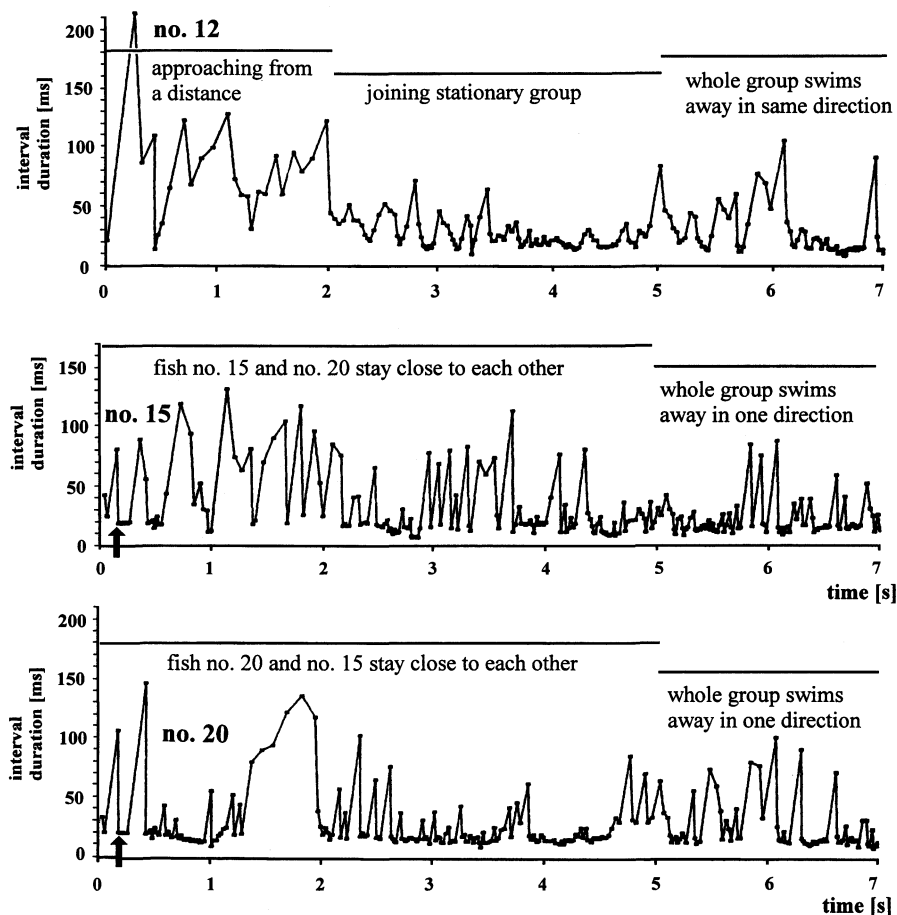 no. 12
approaching from
a distance
joining stationary group
whole group swims
away in same direction
interval
duration [ms]
200
150
100
50
0
0 1 2 3 4 5 6 7
fish no. 15 and no. 20 stay close to each other
whole group swims
away in one direction
no. 15
interval
duration [ms]
150
100
50
0
0 1 2 3 4 5 6 7
time [s]
fish no. 20 and no. 15 stay close to each other
whole group swims
away in one direction
no. 20
interval
duration [ms]
200
150
100
50
0
0 1 2 3 4 5 6 7
time [s]